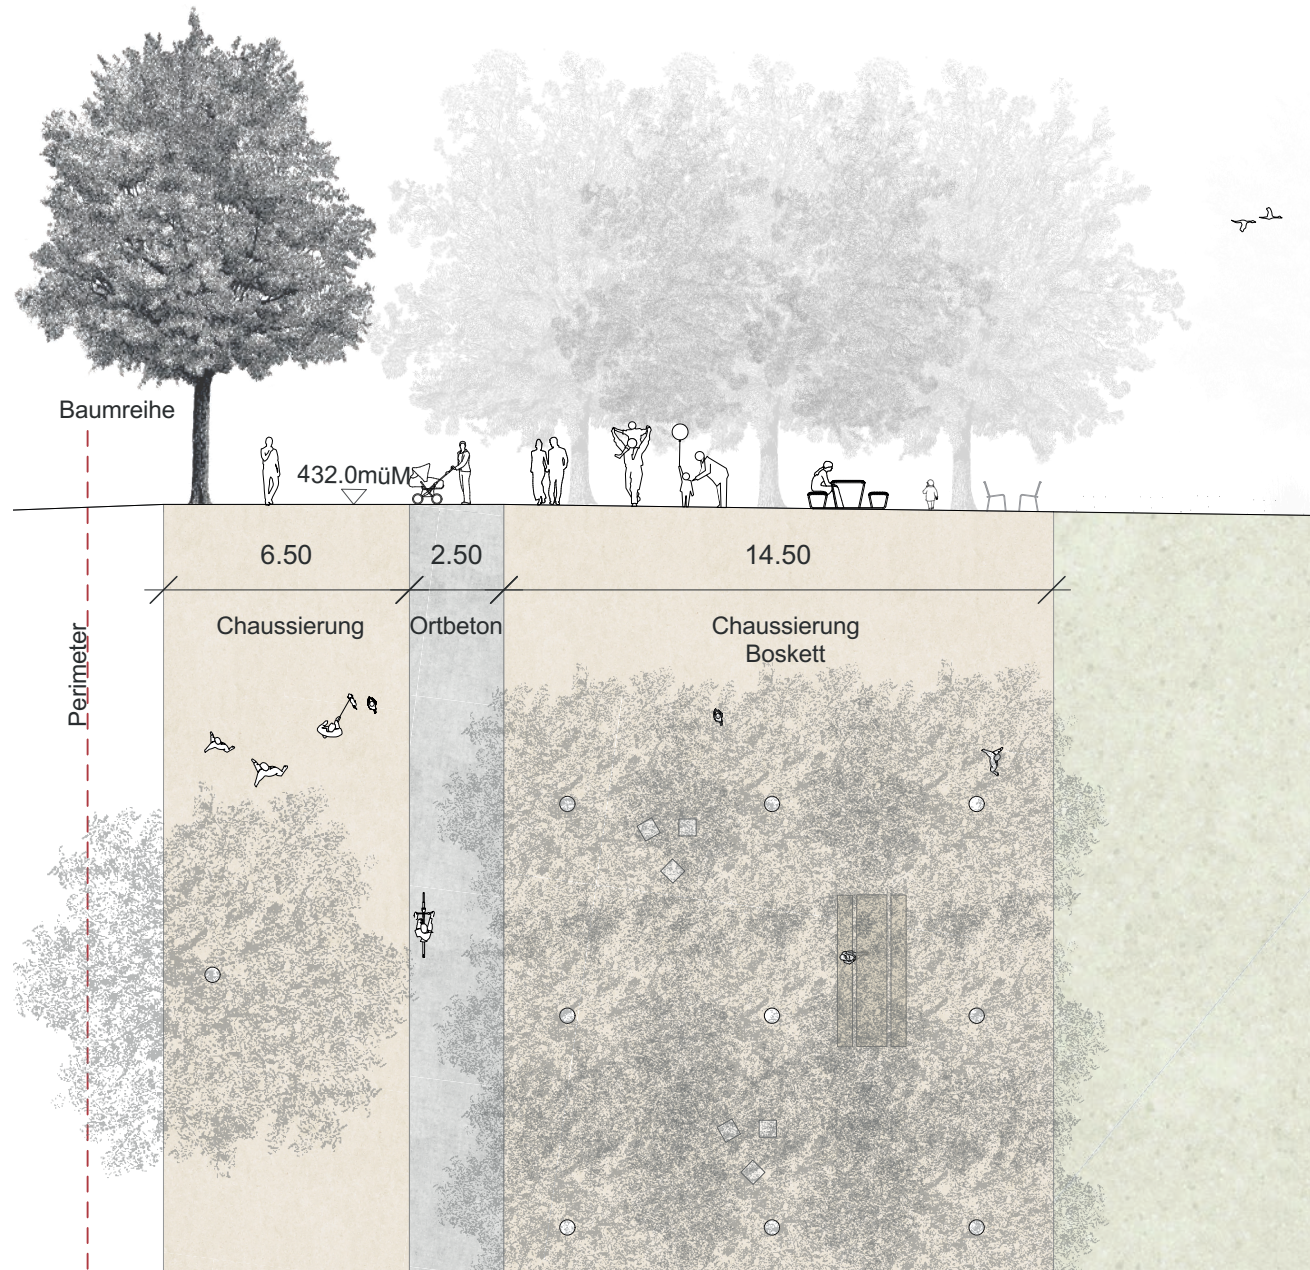 Baumreihe
432.0müM
6.50
2.50
14.50
Chaussierung
Ortbeton
Chaussierung
Boskett
Perimeter